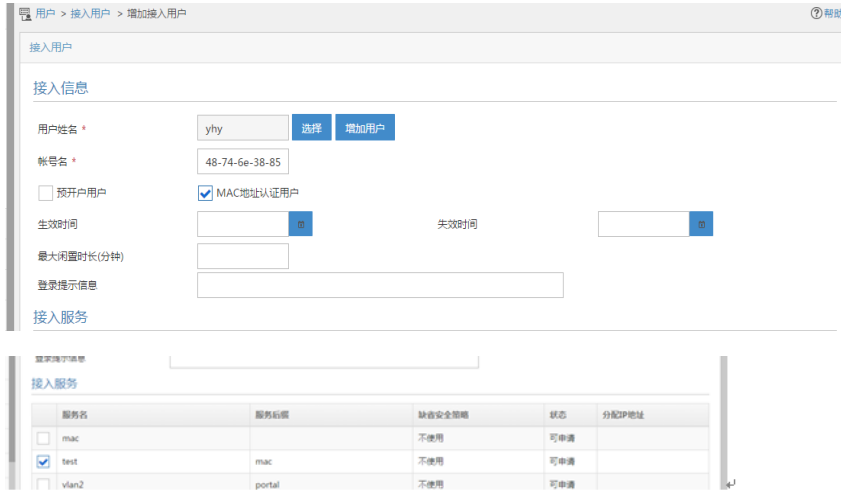 用户 > 接入用户 > 增加接入用户 帮助
接入用户
接入信息
用户姓名 * yhy 选择 增加用户
帐号名 * 48-74-6e-38-85
预开户用户 MAC地址认证用户
生效时间 失效时间
最大闲置时长(分钟)
登录提示信息
接入服务
登录提示信息
接入服务
服务名 服务后缀 缺省安全策略 状态 分配IP地址
mac 不使用 可申请
test mac 不使用 可申请
vlan2 portal 不使用 可申请